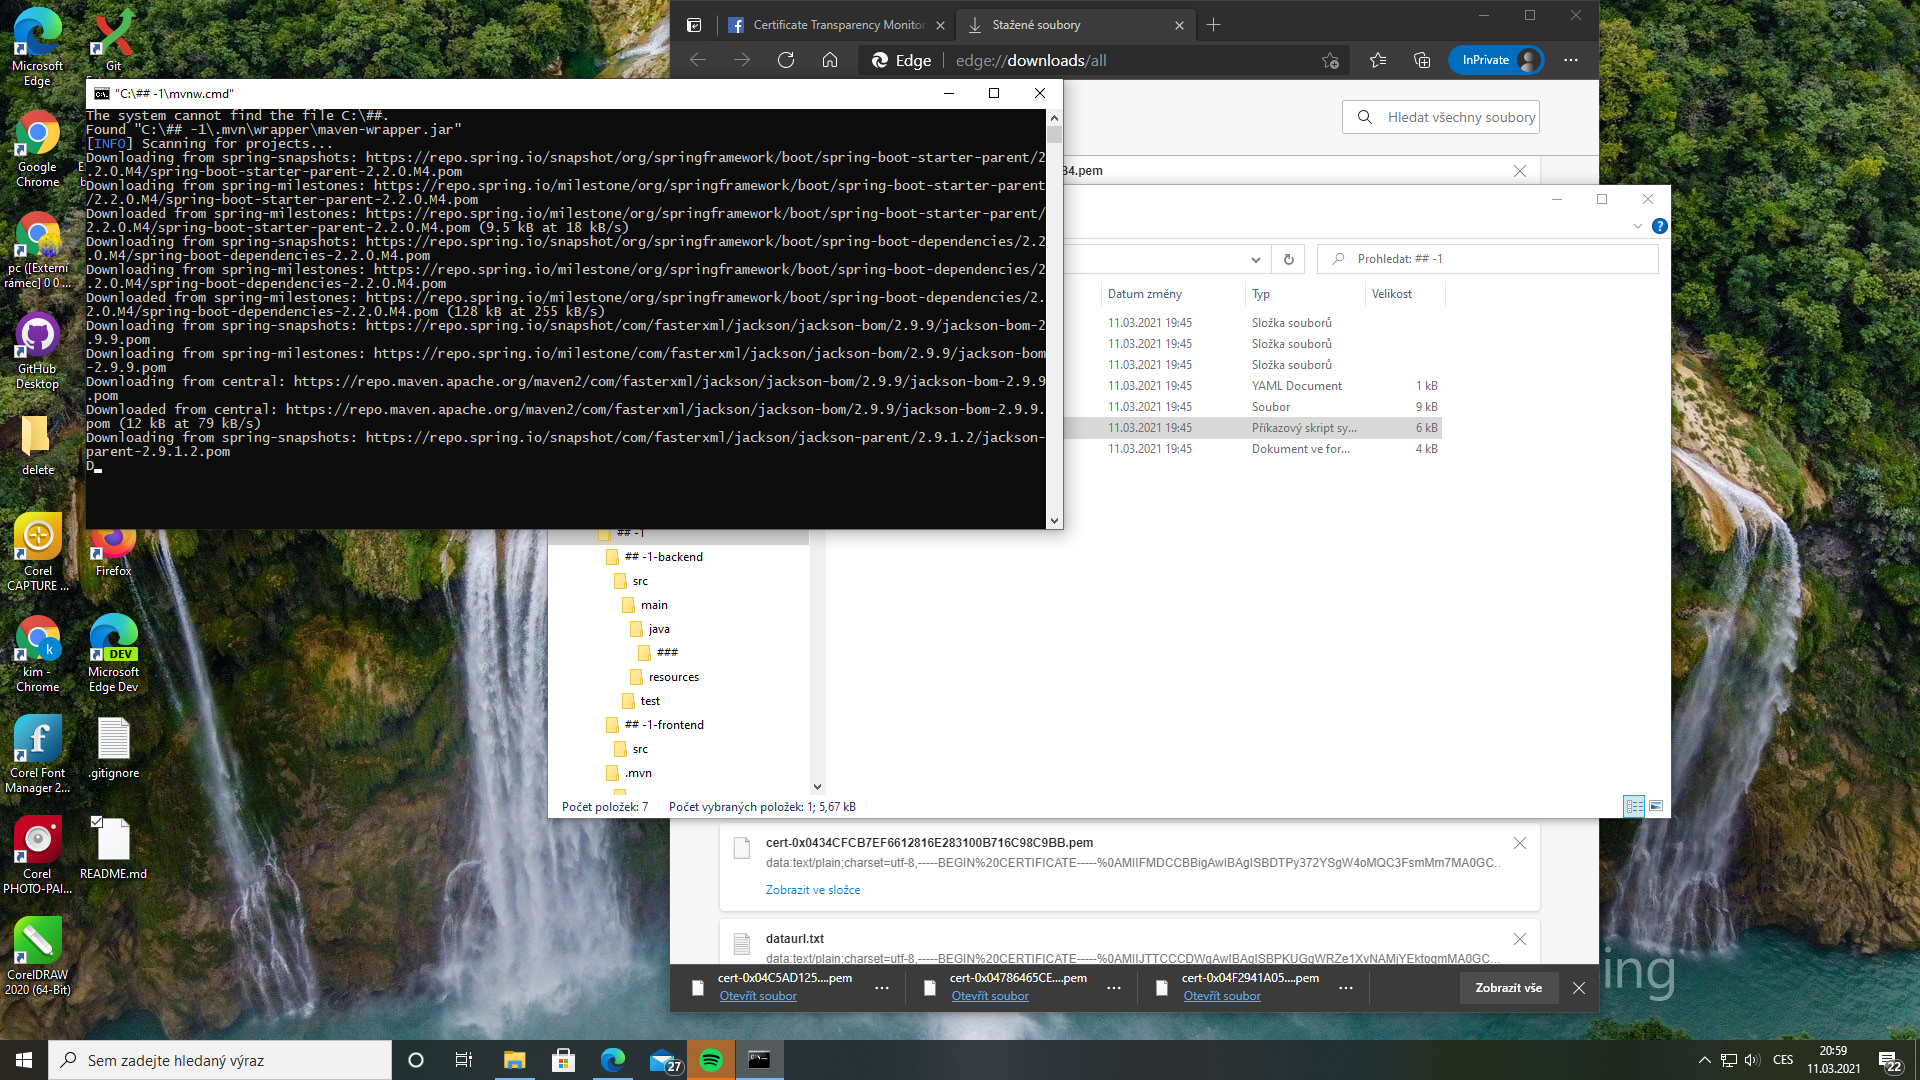 Microsoft Edge
Git
Google Chrome
pc ([Externí rámec] 0 0 ...
GitHub Desktop
delete
Corel CAPTURE ...
Firefox
kim - Chrome
Microsoft Edge Dev
Corel Font Manager 2...
.gitignore
Corel PHOTO-PAI...
README.md
CorelDRAW 2020 (64-Bit)
Certificate Transparency Monitor
Stažené soubory
Edge
edge://downloads/all
InPrivate
Hledat všechny soubory
84.pem
"C:\## -1\mvnw.cmd"
The system cannot find the file C:\##.
Found "C:\## -1\.mvn\wrapper\maven-wrapper.jar"
[INFO] Scanning for projects...
Downloading from spring-snapshots: https://repo.spring.io/snapshot/org/springframework/boot/spring-boot-starter-parent/2
.2.0.M4/spring-boot-starter-parent-2.2.0.M4.pom
Downloading from spring-milestones: https://repo.spring.io/milestone/org/springframework/boot/spring-boot-starter-parent
/2.2.0.M4/spring-boot-starter-parent-2.2.0.M4.pom
Downloaded from spring-milestones: https://repo.spring.io/milestone/org/springframework/boot/spring-boot-starter-parent/
2.2.0.M4/spring-boot-starter-parent-2.2.0.M4.pom (9.5 kB at 18 kB/s)
Downloading from spring-snapshots: https://repo.spring.io/snapshot/org/springframework/boot/spring-boot-dependencies/2.2
.0.M4/spring-boot-dependencies-2.2.0.M4.pom
Downloading from spring-milestones: https://repo.spring.io/milestone/org/springframework/boot/spring-boot-dependencies/2
.2.0.M4/spring-boot-dependencies-2.2.0.M4.pom
Downloaded from spring-milestones: https://repo.spring.io/milestone/org/springframework/boot/spring-boot-dependencies/2.
2.0.M4/spring-boot-dependencies-2.2.0.M4.pom (128 kB at 255 kB/s)
Downloading from spring-snapshots: https://repo.spring.io/snapshot/com/fasterxml/jackson/jackson-bom/2.9.9/jackson-bom-2
.9.9.pom
Downloading from spring-milestones: https://repo.spring.io/milestone/com/fasterxml/jackson/jackson-bom/2.9.9/jackson-bom
-2.9.9.pom
Downloading from central: https://repo.maven.apache.org/maven2/com/fasterxml/jackson/jackson-bom/2.9.9/jackson-bom-2.9.9
.pom
Downloaded from central: https://repo.maven.apache.org/maven2/com/fasterxml/jackson/jackson-bom/2.9.9/jackson-bom-2.9.9.
pom (12 kB at 79 kB/s)
Downloading from spring-snapshots: https://repo.spring.io/snapshot/com/fasterxml/jackson/jackson-parent/2.9.1.2/jackson-
parent-2.9.1.2.pom
D
Prohledat: ## -1
Datum změny Typ Velikost
11.03.2021 19:45 Složka souborů
11.03.2021 19:45 Složka souborů
11.03.2021 19:45 Složka souborů
11.03.2021 19:45 YAML Document 1 kB
11.03.2021 19:45 Soubor 9 kB
11.03.2021 19:45 Příkazový skript sy... 6 kB
11.03.2021 19:45 Dokument ve for... 4 kB
## -1
## -1-backend
src
main
java
###
resources
test
## -1-frontend
src
.mvn
Počet položek: 7 Počet vybraných položek: 1; 5,67 kB
cert-0x0434CFCB7EF6612816E283100B716C98C9BB.pem
data:text/plain;charset=utf-8,-----BEGIN%20CERTIFICATE-----%0AMIIFMDCCBBigAwIBAgISBDTPy372YSgW4oMQC3FsmMm7MA0GC...
Zobrazit ve složce
dataurl.txt
data:text/plain;charset=utf-8,-----BEGIN%20CERTIFICATE-----%0AMIIJTTCCCDWgAwIBAgISBPKUGgWRZe1XvNAMjYEktogmMA0GC...
cert-0x04C5AD125....pem
Otevřít soubor
cert-0x04786465CE....pem
Otevřít soubor
cert-0x04F2941A05....pem
Otevřít soubor
Zobrazit vše
ing
Sem zadejte hledaný výraz
27
CES
20:59
11.03.2021
22